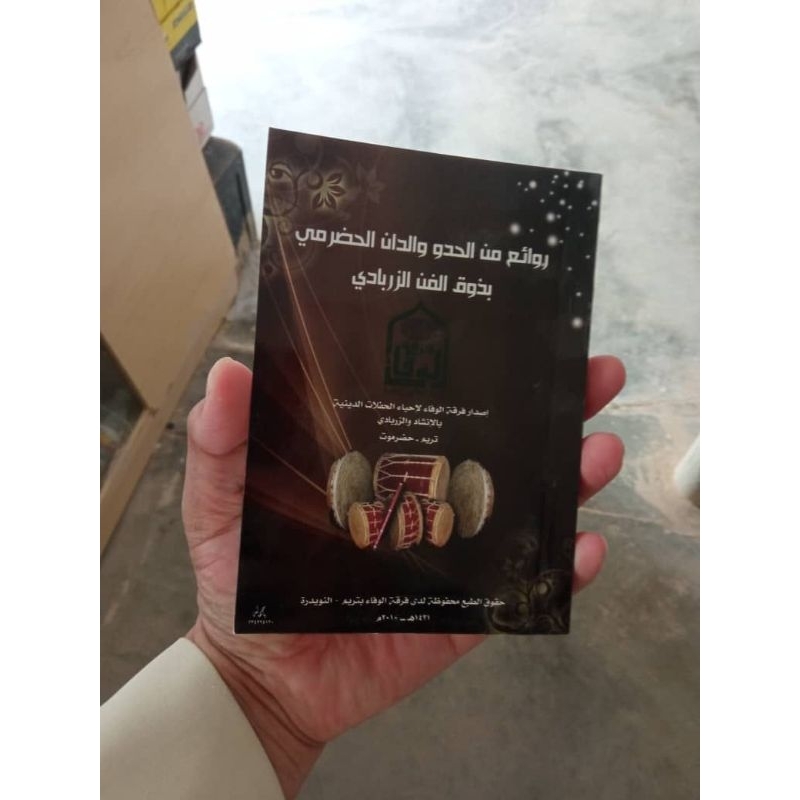 روائع من الحدو والدان الحضرمي
بذوق الفن الزربادي
اصدار فرقة الوفاء لاحياء الحفلات الدينية
بالانشاد والزربادي
تريم - حضرموت
حقوق الطبع محفوظة لدى فرقة الوفاء بتريم - النويدرة
١٤٣١هـ - ٢٠١٠م